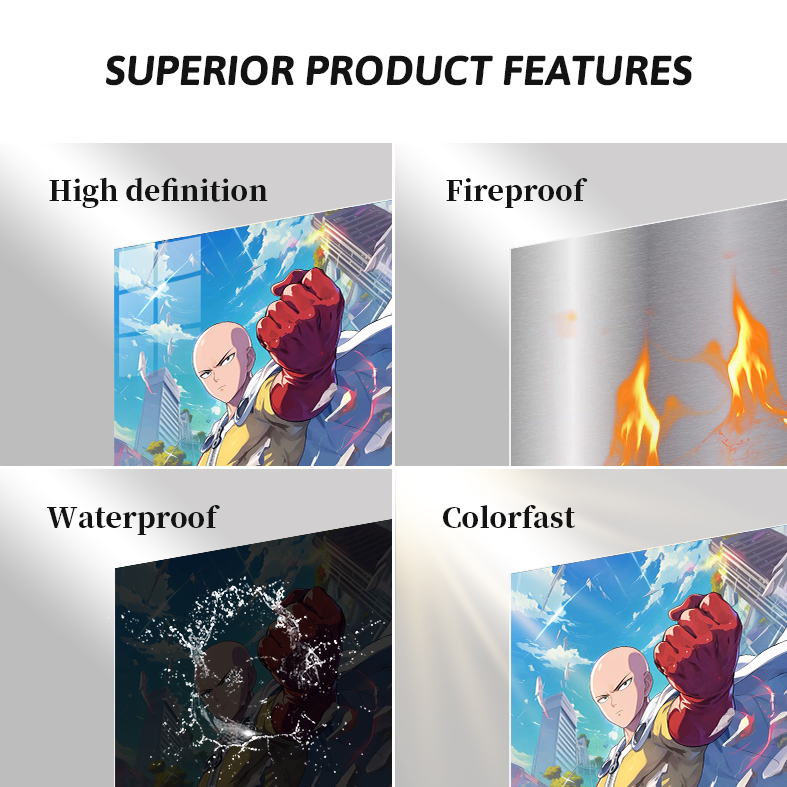 SUPERIOR PRODUCT FEATURES
High definition
Fireproof
Waterproof
Colorfast